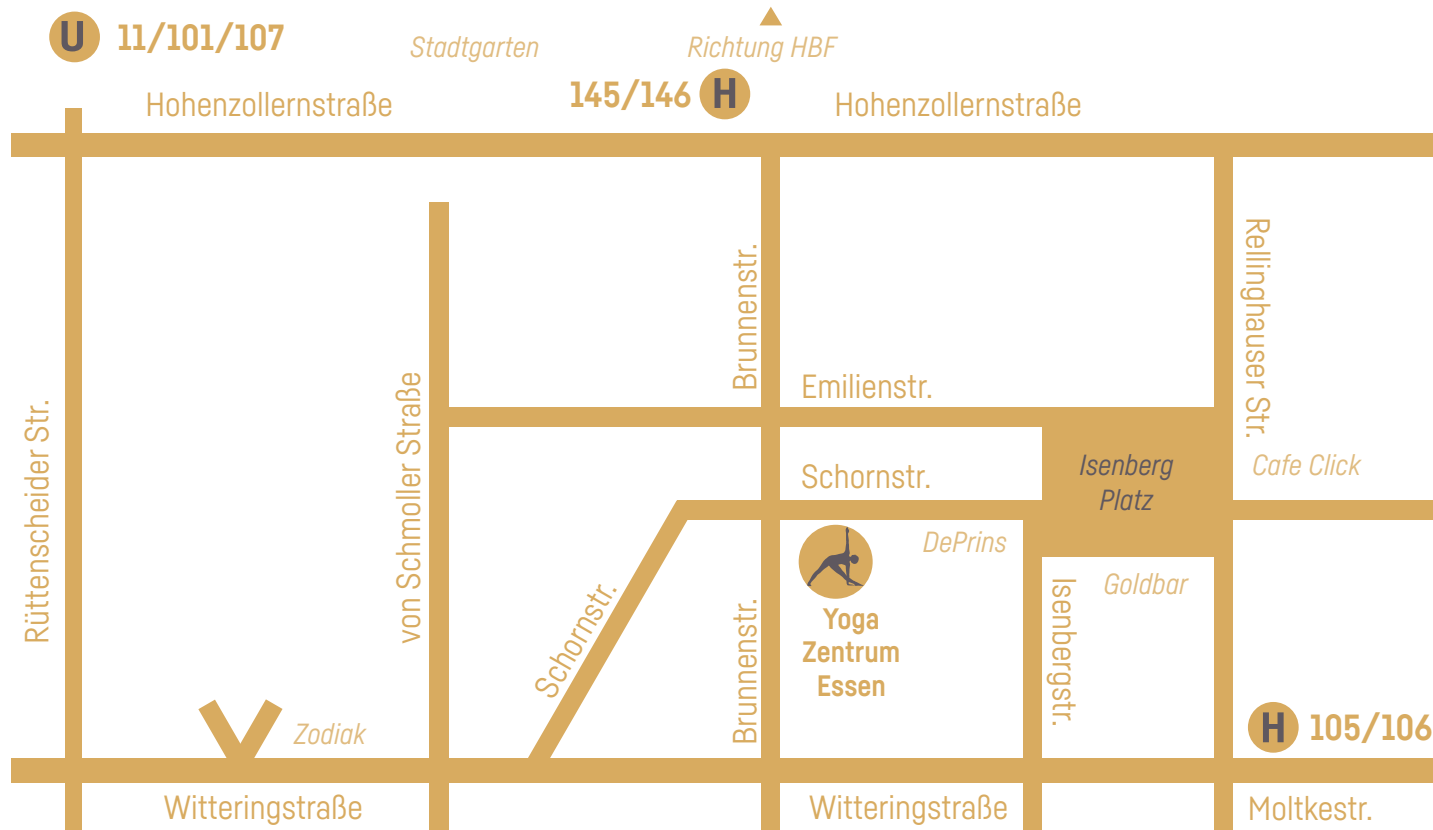 U 11/101/107
Stadtgarten
Richtung HBF
145/146 H
Hohenzollernstraße
Hohenzollernstraße
Brunnenstr.
Rellinghauser Str.
Emilienstr.
von Schmoller Straße
Rüttenscheider Str.
Schornstr.
Isenberg
Platz
Cafe Click
DePrins
Goldbar
Schornstr.
Brunnenstr.
Yoga
Zentrum
Essen
Isenbergstr.
Zodiak
H 105/106
Witteringstraße
Witteringstraße
Moltkestr.